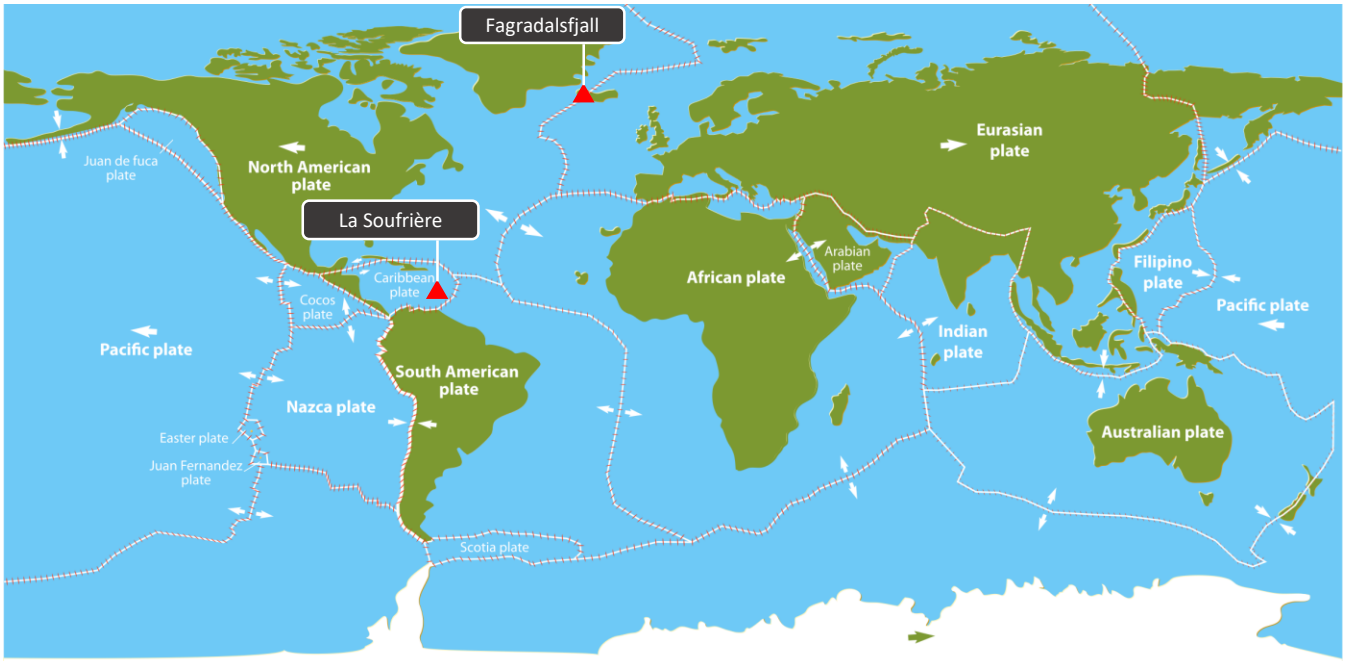 Fagradalsfjall
Eurasian
plate
Juan de fuca
plate
North American
plate
La Soufrière
Caribbean
plate
Arabian
plate
African plate
Filipino
plate
Cocos
plate
Pacific plate
Indian
plate
Pacific plate
South American
plate
Nazca plate
Easter plate
Australian plate
Juan Fernandez
plate
Scotia plate